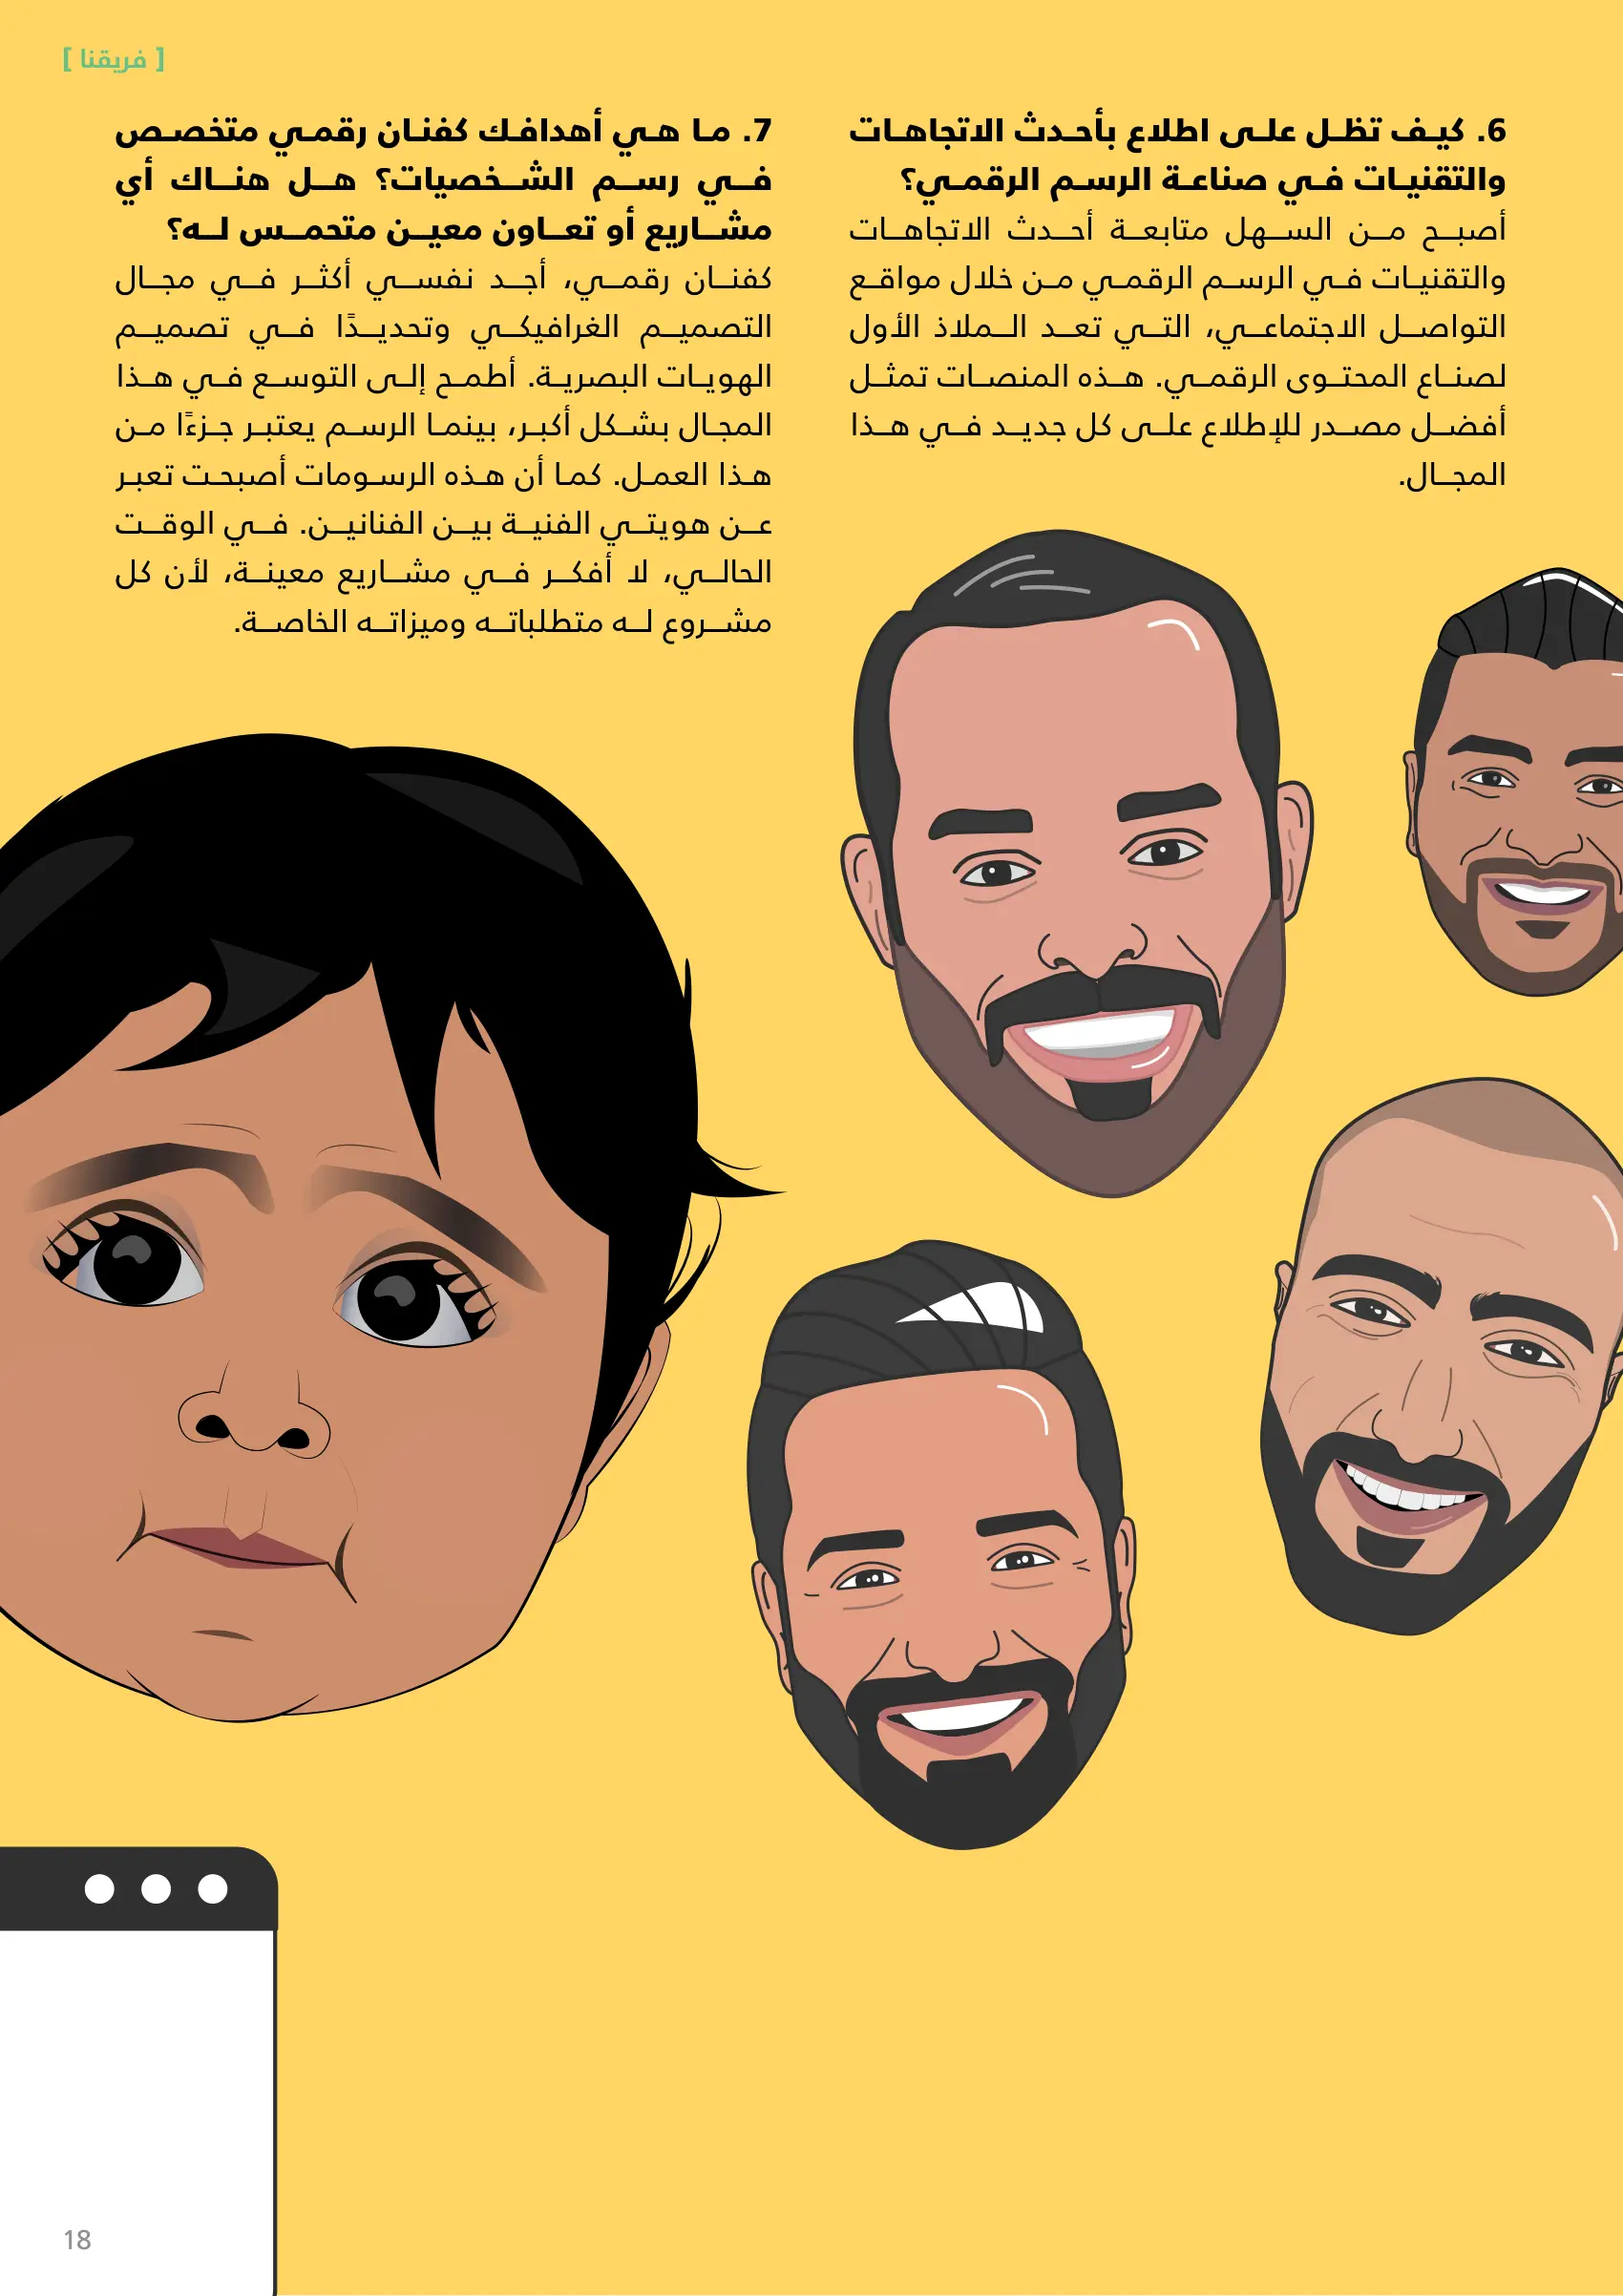 [ فريقنا ]
6. كيف تظل على اطلاع بأحدث الاتجاهات
والتقنيات في صناعة الرسم الرقمي؟
أصبح من السهل متابعة أحدث الاتجاهات
والتقنيات في الرسم الرقمي من خلال مواقع
التواصل الاجتماعي، التي تعد الملاذ الأول
لصناع المحتوى الرقمي. هذه المنصات تمثل
أفضل مصدر للإطلاع على كل جديد في هذا
المجال.
7. ما هي أهدافك كفنان رقمي متخصص
في رسم الشخصيات؟ هل هناك أي
مشاريع أو تعاون معين متحمس له؟
كفنان رقمي، أجد نفسي أكثر في مجال
التصميم الغرافيكي وتحديدًا في تصميم
الهويات البصرية. أطمح إلى التوسع في هذا
المجال بشكل أكبر، بينما الرسم يعتبر جزءًا من
هذا العمل. كما أن هذه الرسومات أصبحت تعبر
عن هويتي الفنية بين الفنانين. في الوقت
الحالي، لا أفكر في مشاريع معينة، لأن كل
مشروع له متطلباته وميزاته الخاصة.
18